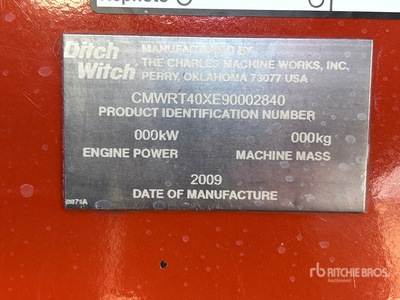 Ditch
Witch
MANUFACTURED BY
THE CHARLES MACHINE WORKS, INC.
PERRY, OKLAHOMA 73077 USA
CMWRT40XE90002840
PRODUCT IDENTIFICATION NUMBER
000kW 000kg
ENGINE POWER MACHINE MASS
2009
DATE OF MANUFACTURE
rb RITCHIE BROS.
Auctioneers